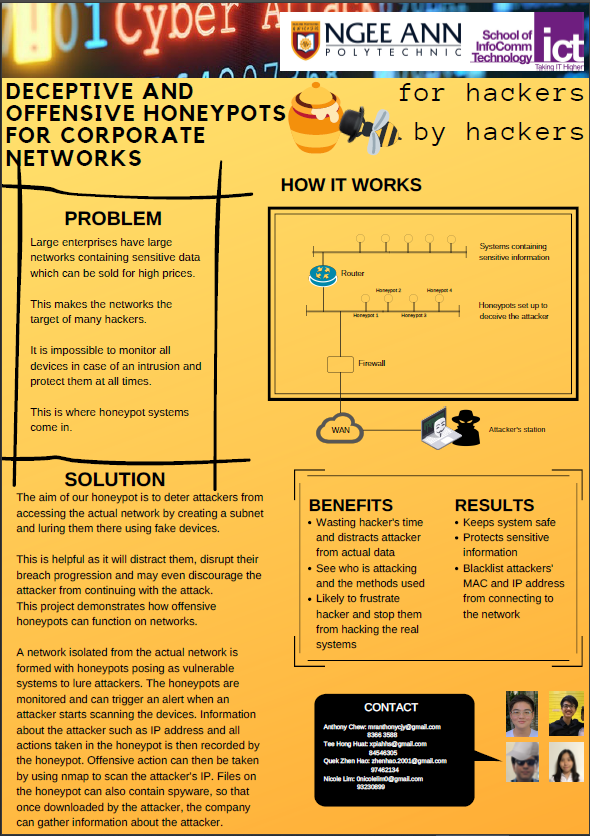 Cyber
NGEE ANN
POLYTECHNIC
School of
InfoComm
Technology
ict
Taking IT Higher
DECEPTIVE AND
OFFENSIVE HONEYPOTS
FOR CORPORATE
NETWORKS
for hackers
by hackers
PROBLEM
Large enterprises have large
networks containing sensitive data
which can be sold for high prices.
This makes the networks the
target of many hackers.
It is impossible to monitor all
devices in case of an intrusion and
protect them at all times.
This is where honeypot systems
come in.
SOLUTION
The aim of our honeypot is to deter attackers from
accessing the actual network by creating a subnet
and luring them there using fake devices.
This is helpful as it will distract them, disrupt their
breach progression and may even discourage the
attacker from continuing with the attack.
This project demonstrates how offensive
honeypots can function on networks.
A network isolated from the actual network is
formed with honeypots posing as vulnerable
systems to lure attackers. The honeypots are
monitored and can trigger an alert when an
attacker starts scanning the devices. Information
about the attacker such as IP address and all
actions taken in the honeypot is then recorded by
the honeypot. Offensive action can then be taken
by using nmap to scan the attacker's IP. Files on
the honeypot can also contain spyware, so that
once downloaded by the attacker, the company
can gather information about the attacker.
HOW IT WORKS
Systems containing
sensitive information
Router
Honeypot 2
Honeypot 4
Honeypot 1
Honeypot 3
Honeypots set up to
deceive the attacker
Firewall
WAN
Attacker's station
BENEFITS
• Wasting hacker's time
and distracts attacker
from actual data
• See who is attacking
and the methods used
• Likely to frustrate
hacker and stop them
from hacking the real
systems
RESULTS
• Keeps system safe
• Protects sensitive
information
• Blacklist attackers'
MAC and IP address
from connecting to
the network
CONTACT
Anthony Chew: mranthonycjy@gmail.com
8366 3588
Tee Hong Huat: xpiahhs@gmail.com
84546305
Quek Zhen Hao: zhenhao.2001@gmail.com
97462134
Nicole Lim: 0nicolelim0@gmail.com
93230899